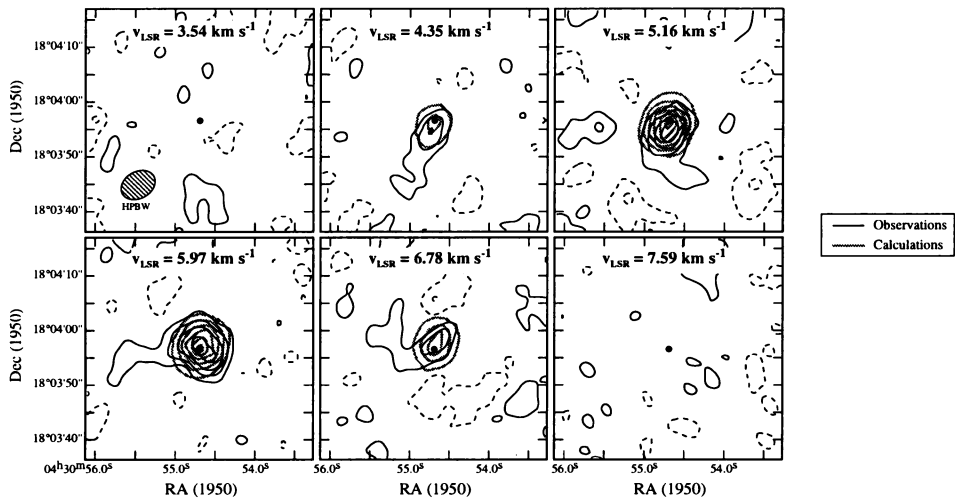 v_LSR = 3.54 km s⁻¹
v_LSR = 4.35 km s⁻¹
v_LSR = 5.16 km s⁻¹
18°04'10"
18°04'00"
18°03'50"
18°03'40"
Dec (1950)
HPBW
Observations
Calculations
v_LSR = 5.97 km s⁻¹
v_LSR = 6.78 km s⁻¹
v_LSR = 7.59 km s⁻¹
18°04'10"
18°04'00"
18°03'50"
18°03'40"
Dec (1950)
04ʰ30ᵐ56.0ˢ 55.0ˢ 54.0ˢ
56.0ˢ 55.0ˢ 54.0ˢ
56.0ˢ 55.0ˢ 54.0ˢ
RA (1950)
RA (1950)
RA (1950)